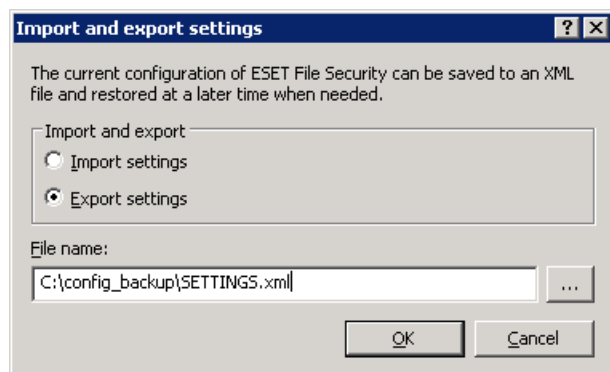 Import and export settings
The current configuration of ESET File Security can be saved to an XML
file and restored at a later time when needed.
Import and export
Import settings
Export settings
File name:
C:\config_backup\SETTINGS.xml
...
OK
Cancel